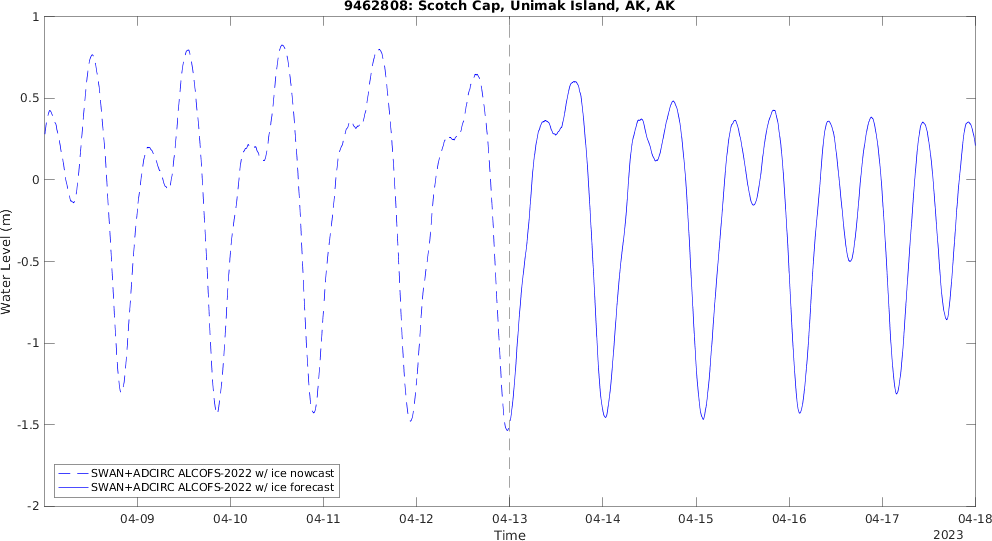 9462808: Scotch Cap, Unimak Island, AK, AK
Water Level (m)
1
0.5
0
-0.5
-1
-1.5
-2
SWAN+ADCIRC ALCOFS-2022 w/ ice nowcast
SWAN+ADCIRC ALCOFS-2022 w/ ice forecast
04-09 04-10 04-11 04-12 04-13 04-14 04-15 04-16 04-17 04-18
Time
2023